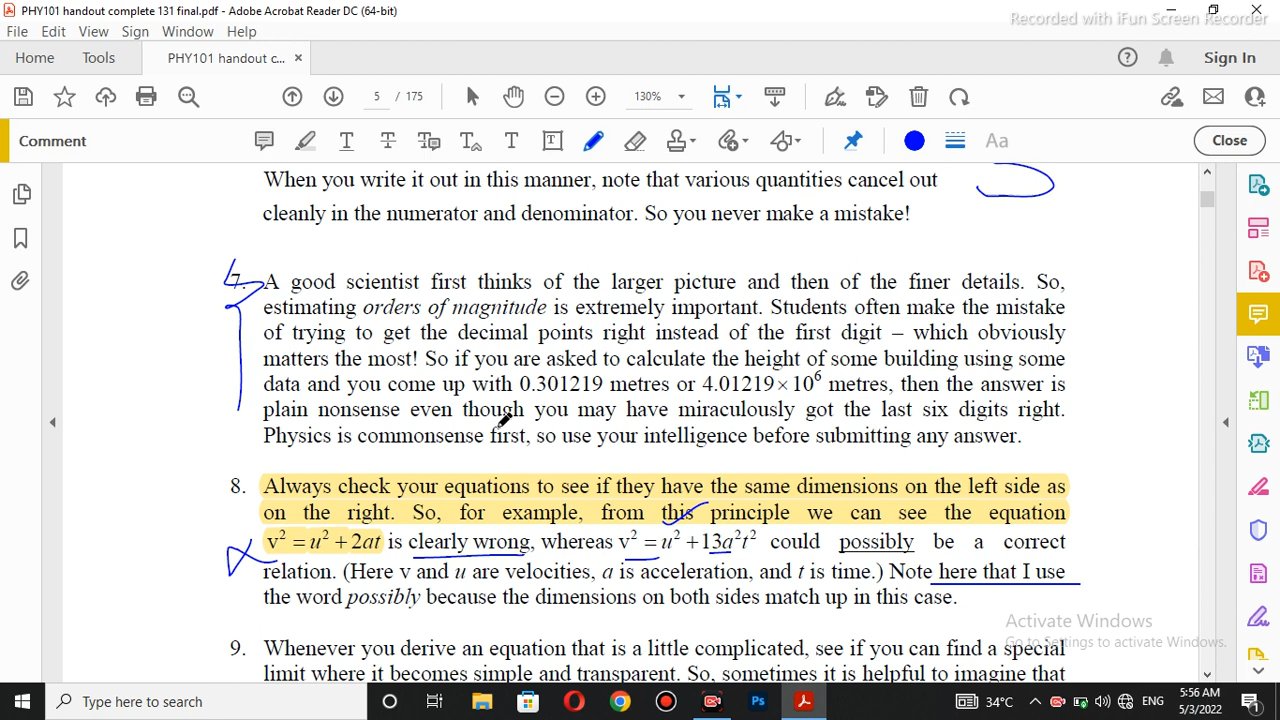 PHY101 handout complete 131 final.pdf - Adobe Acrobat Reader DC (64-bit)
Recorded with iFun Screen Recorder
File Edit View Sign Window Help
Home Tools PHY101 handout c... × Sign In
5 / 175 130%
Comment Close
When you write it out in this manner, note that various quantities cancel out
cleanly in the numerator and denominator. So you never make a mistake!
7. A good scientist first thinks of the larger picture and then of the finer details. So,
estimating orders of magnitude is extremely important. Students often make the mistake
of trying to get the decimal points right instead of the first digit – which obviously
matters the most! So if you are asked to calculate the height of some building using some
data and you come up with 0.301219 metres or 4.01219×10⁶ metres, then the answer is
plain nonsense even though you may have miraculously got the last six digits right.
Physics is commonsense first, so use your intelligence before submitting any answer.
8. Always check your equations to see if they have the same dimensions on the left side as
on the right. So, for example, from this principle we can see the equation
v² = u² + 2at is clearly wrong, whereas v² = u² + 13a²t² could possibly be a correct
relation. (Here v and u are velocities, a is acceleration, and t is time.) Note here that I use
the word possibly because the dimensions on both sides match up in this case.
Activate Windows
Go to Settings to activate Windows.
9. Whenever you derive an equation that is a little complicated, see if you can find a special
limit where it becomes simple and transparent. So, sometimes it is helpful to imagine that
Type here to search
34°C ENG 5:56 AM
5/3/2022